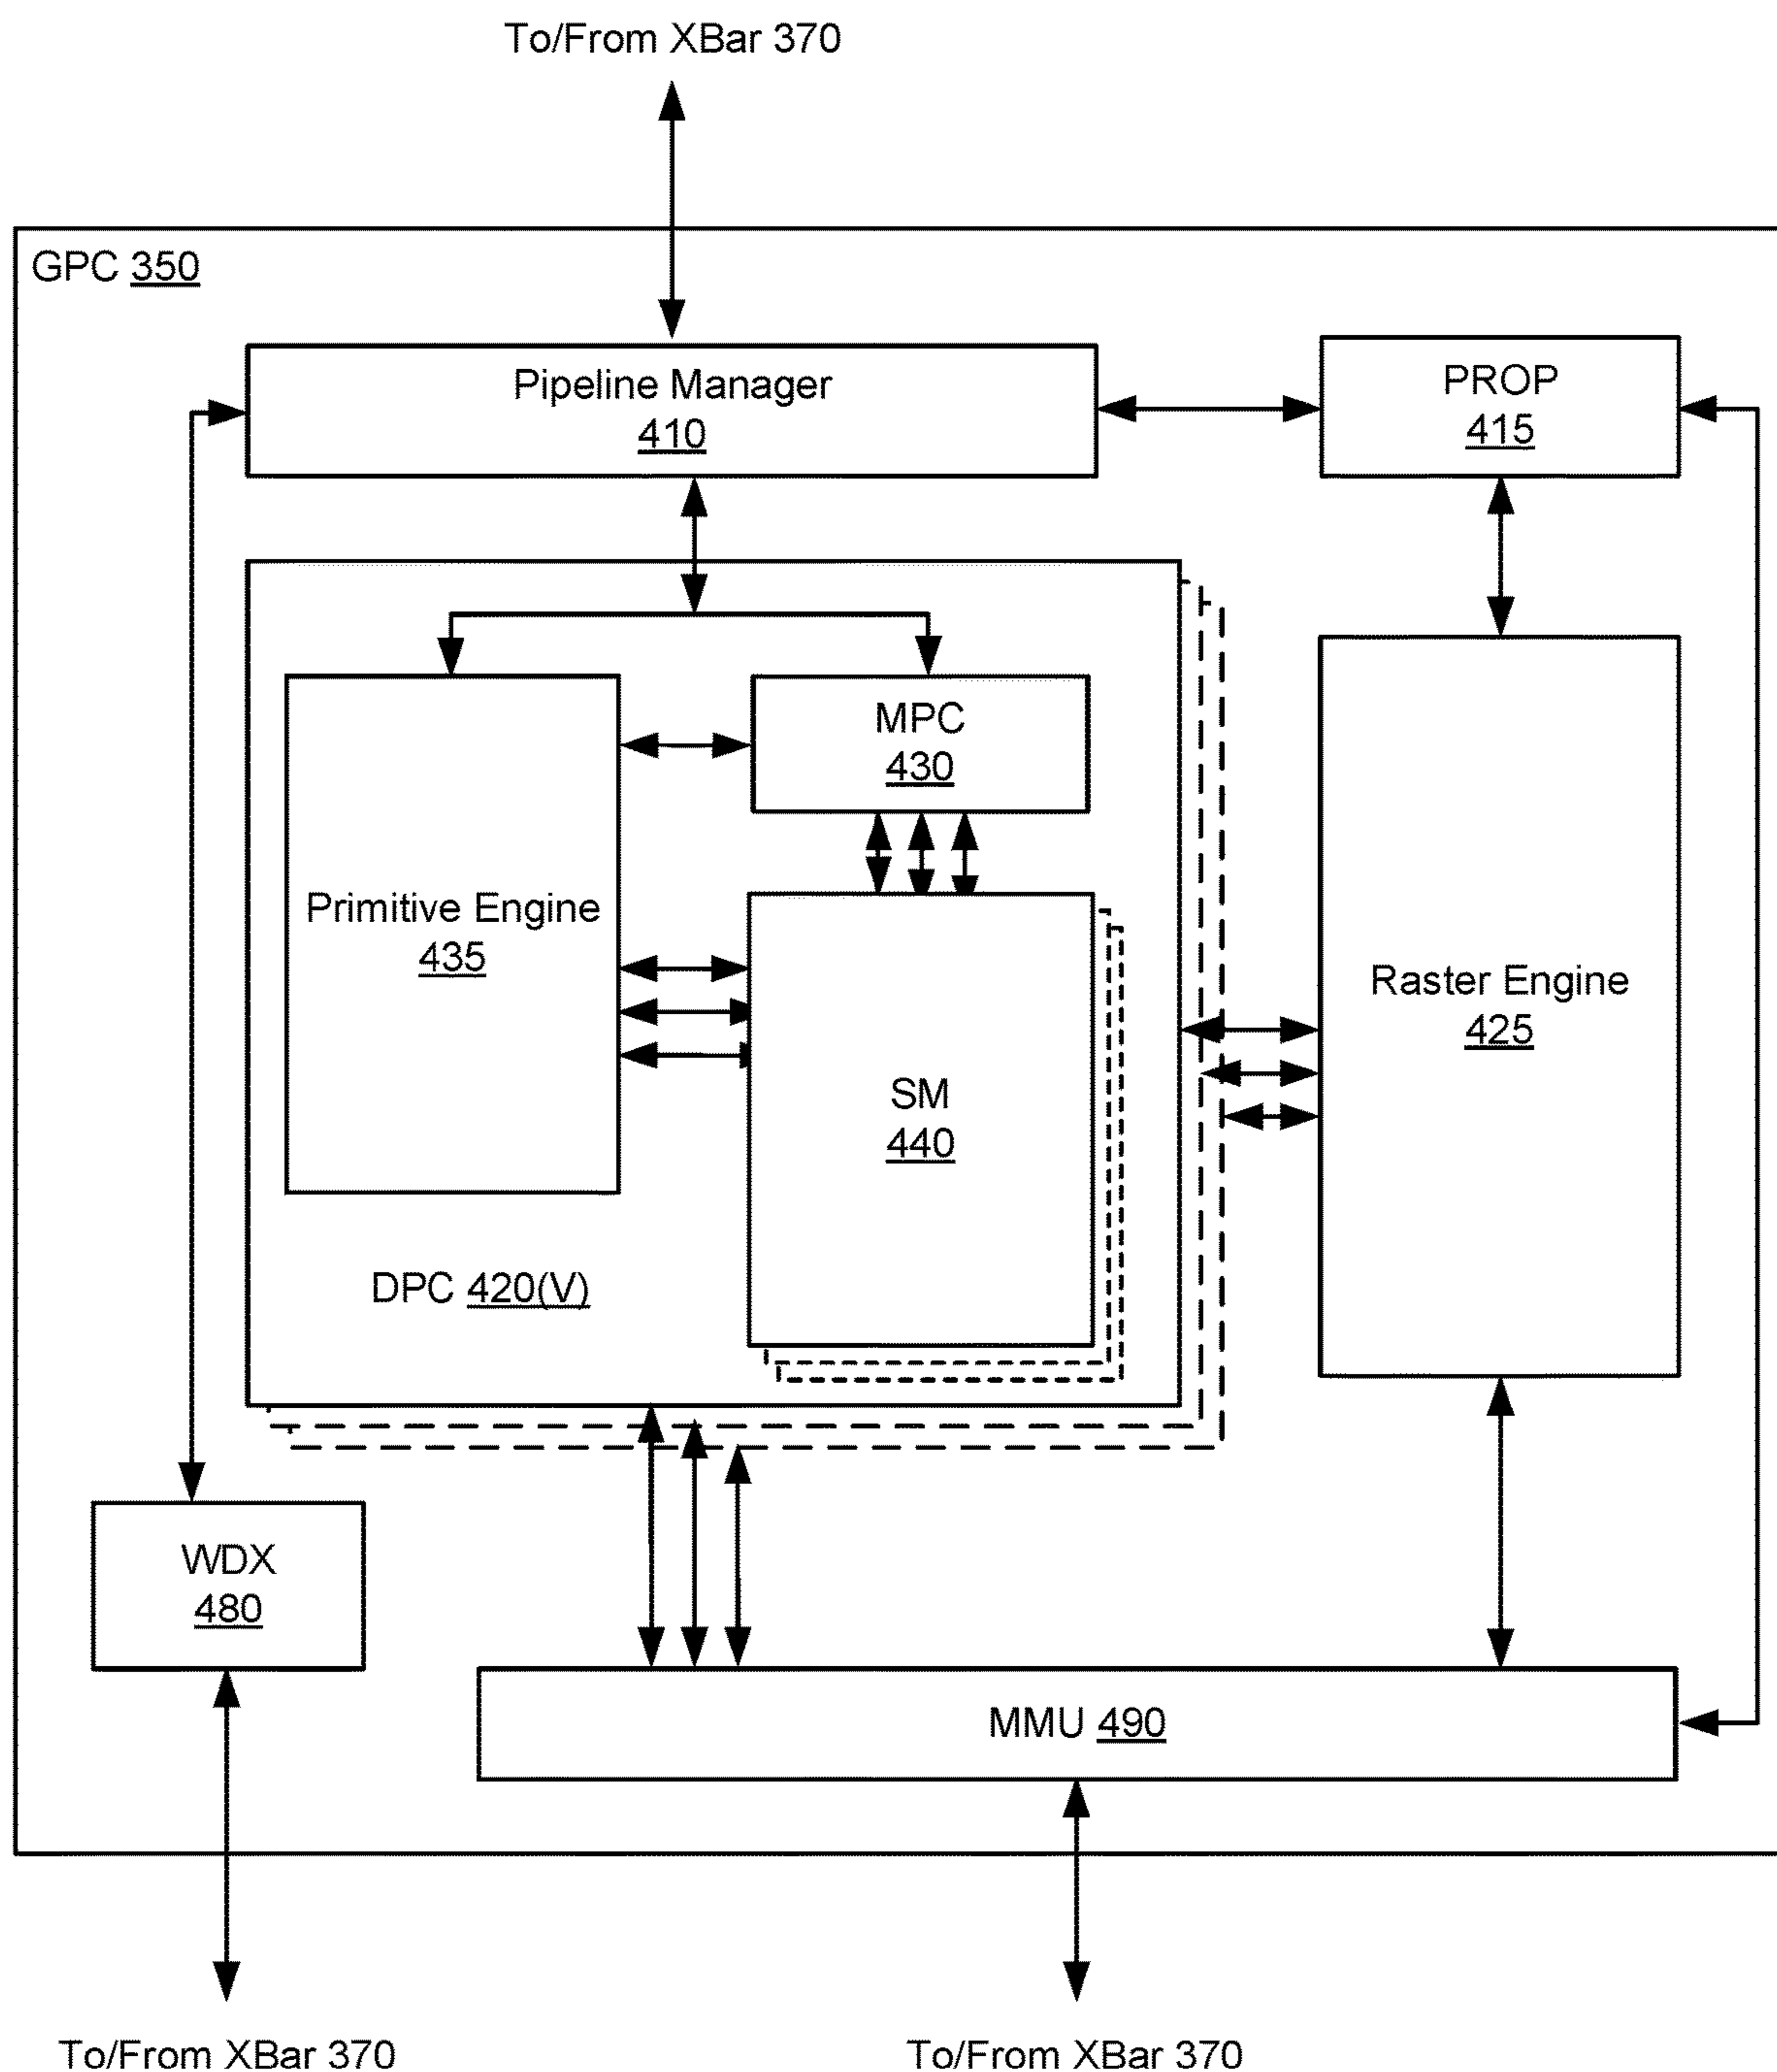 To/From XBar 370
GPC 350
Pipeline Manager
410
PROP
415
MPC
430
Primitive Engine
435
Raster Engine
425
SM
440
DPC 420(V)
WDX
480
MMU 490
To/From XBar 370
To/From XBar 370